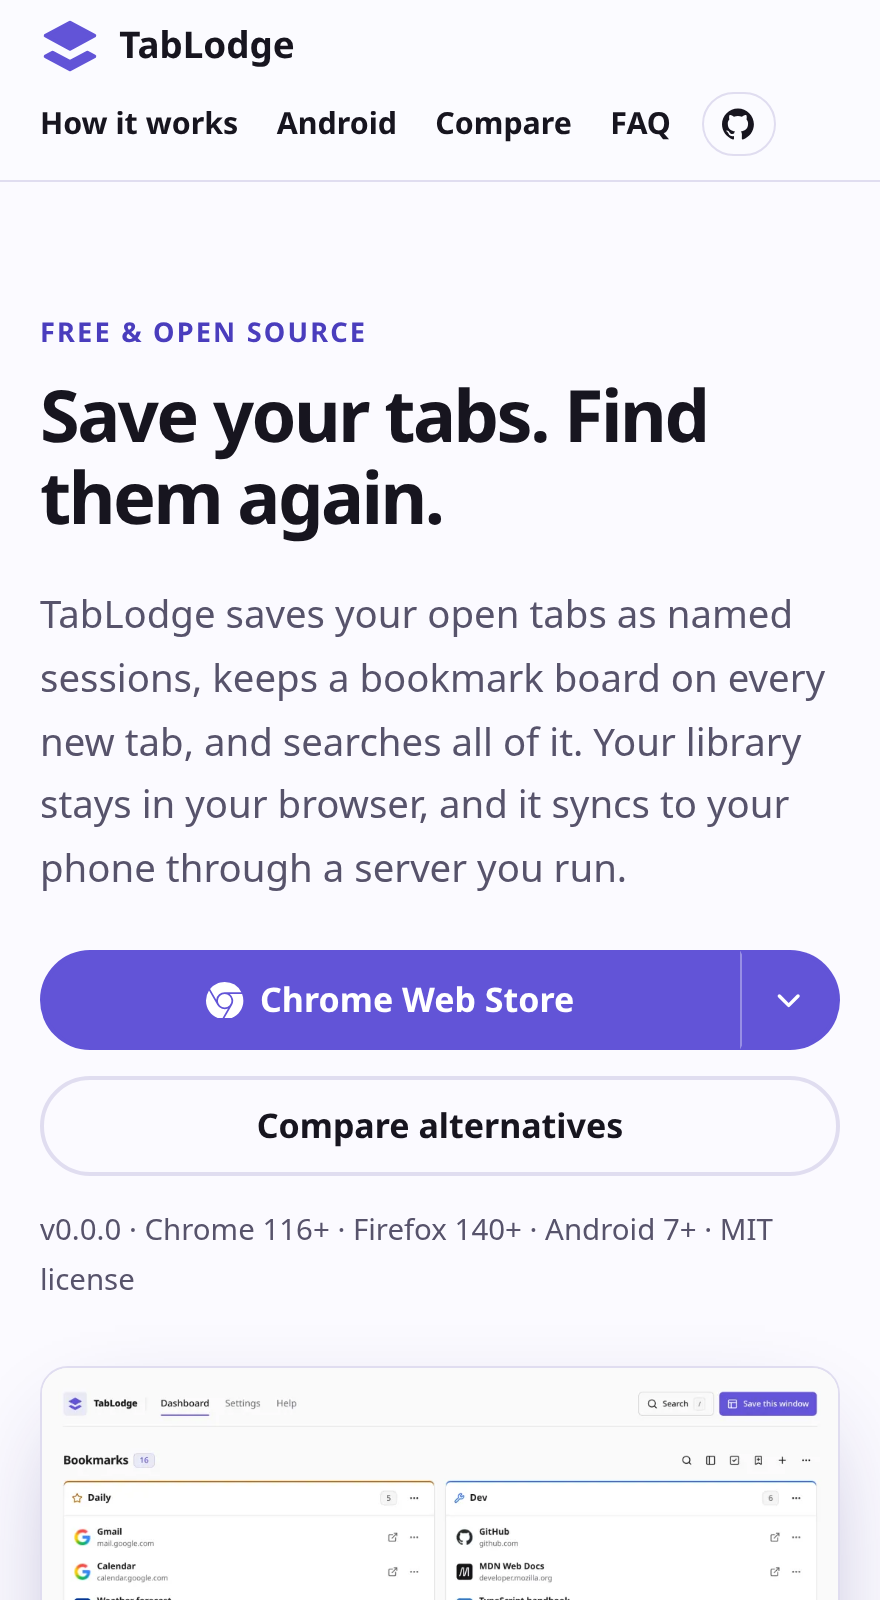 TabLodge
How it works Android Compare FAQ
FREE & OPEN SOURCE
Save your tabs. Find
them again.
TabLodge saves your open tabs as named
sessions, keeps a bookmark board on every
new tab, and searches all of it. Your library
stays in your browser, and it syncs to your
phone through a server you run.
Chrome Web Store
Compare alternatives
v0.0.0 · Chrome 116+ · Firefox 140+ · Android 7+ · MIT
license
TabLodge Dashboard Settings Help Search / Save this window
Bookmarks 16
Daily 5
Dev 6
Gmail
mail.google.com
GitHub
github.com
Calendar
calendar.google.com
MDN Web Docs
developer.mozilla.org